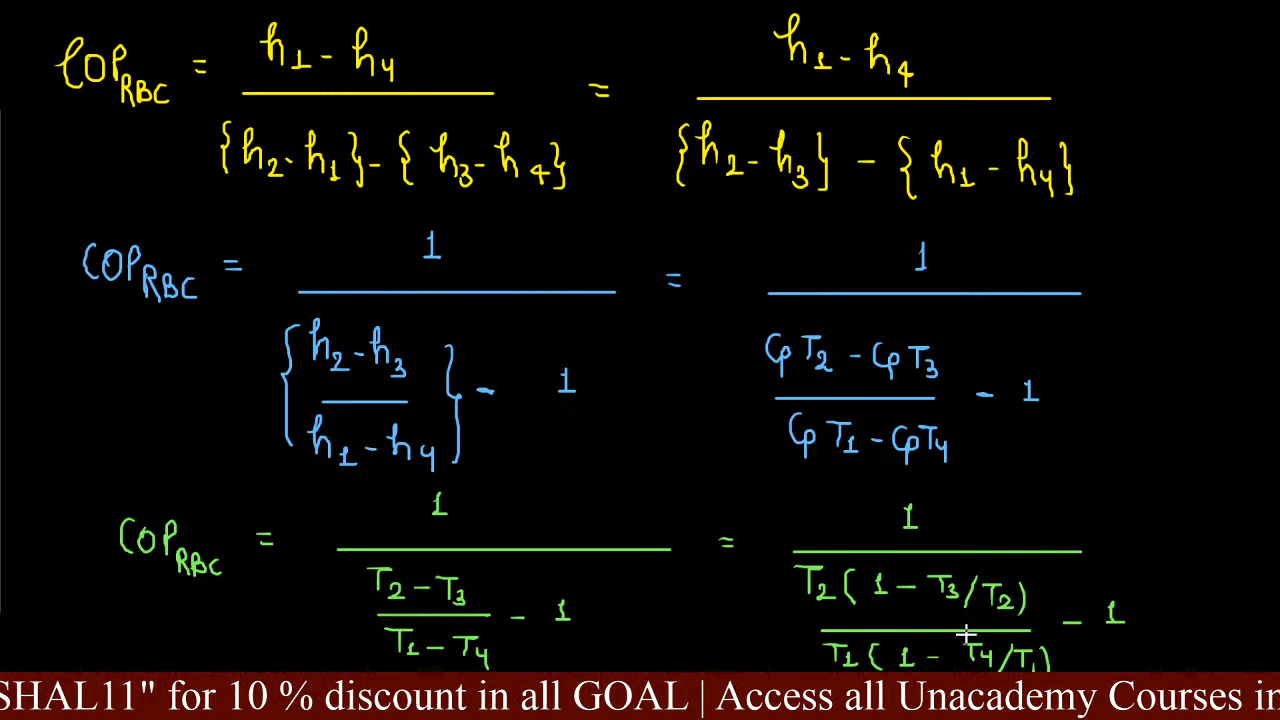 COP_RBC = (h1 - h4) / ({h2 - h1} - {h3 - h4}) = (h1 - h4) / ({h2 - h3} - {h1 - h4})
COP_RBC = 1 / ({(h2 - h3) / (h1 - h4)} - 1) = 1 / ((CpT2 - CpT3) / (CpT1 - CpT4) - 1)
COP_RBC = 1 / ((T2 - T3) / (T1 - T4) - 1) = 1 / (T2(1 - T3/T2) / T1(1 - T4/T1) - 1)
SHAL11" for 10 % discount in all GOAL | Access all Unacademy Courses in